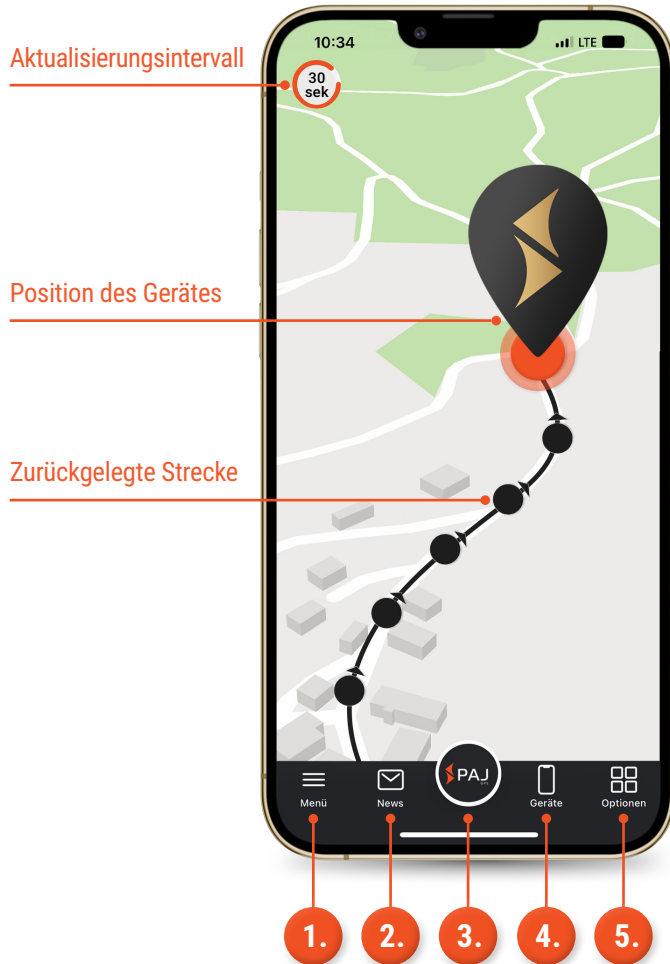 10:34
LTE
Aktualisierungsintervall
30
sek
Position des Gerätes
Zurückgelegte Strecke
PAJ
GPS
Menü
News
Geräte
Optionen
1.
2.
3.
4.
5.